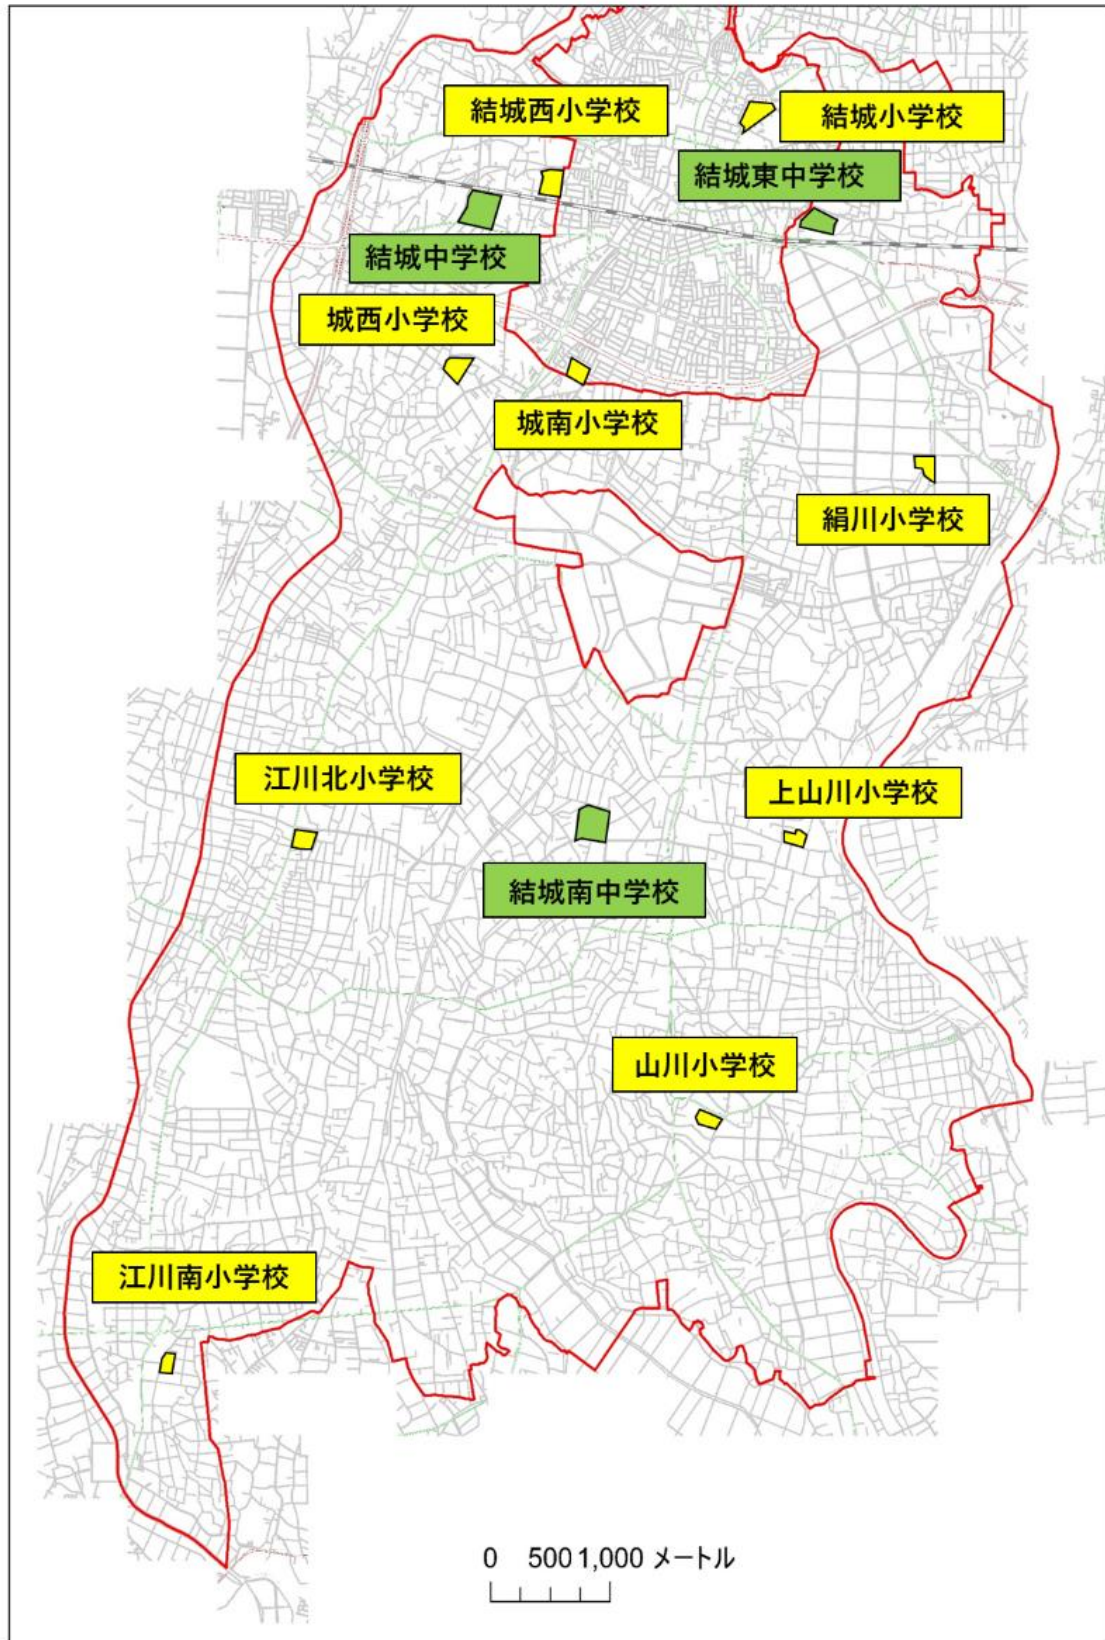 結城西小学校
結城小学校
結城東中学校
結城中学校
城西小学校
城南小学校
絹川小学校
江川北小学校
上山川小学校
結城南中学校
山川小学校
江川南小学校
0 500 1,000 メートル